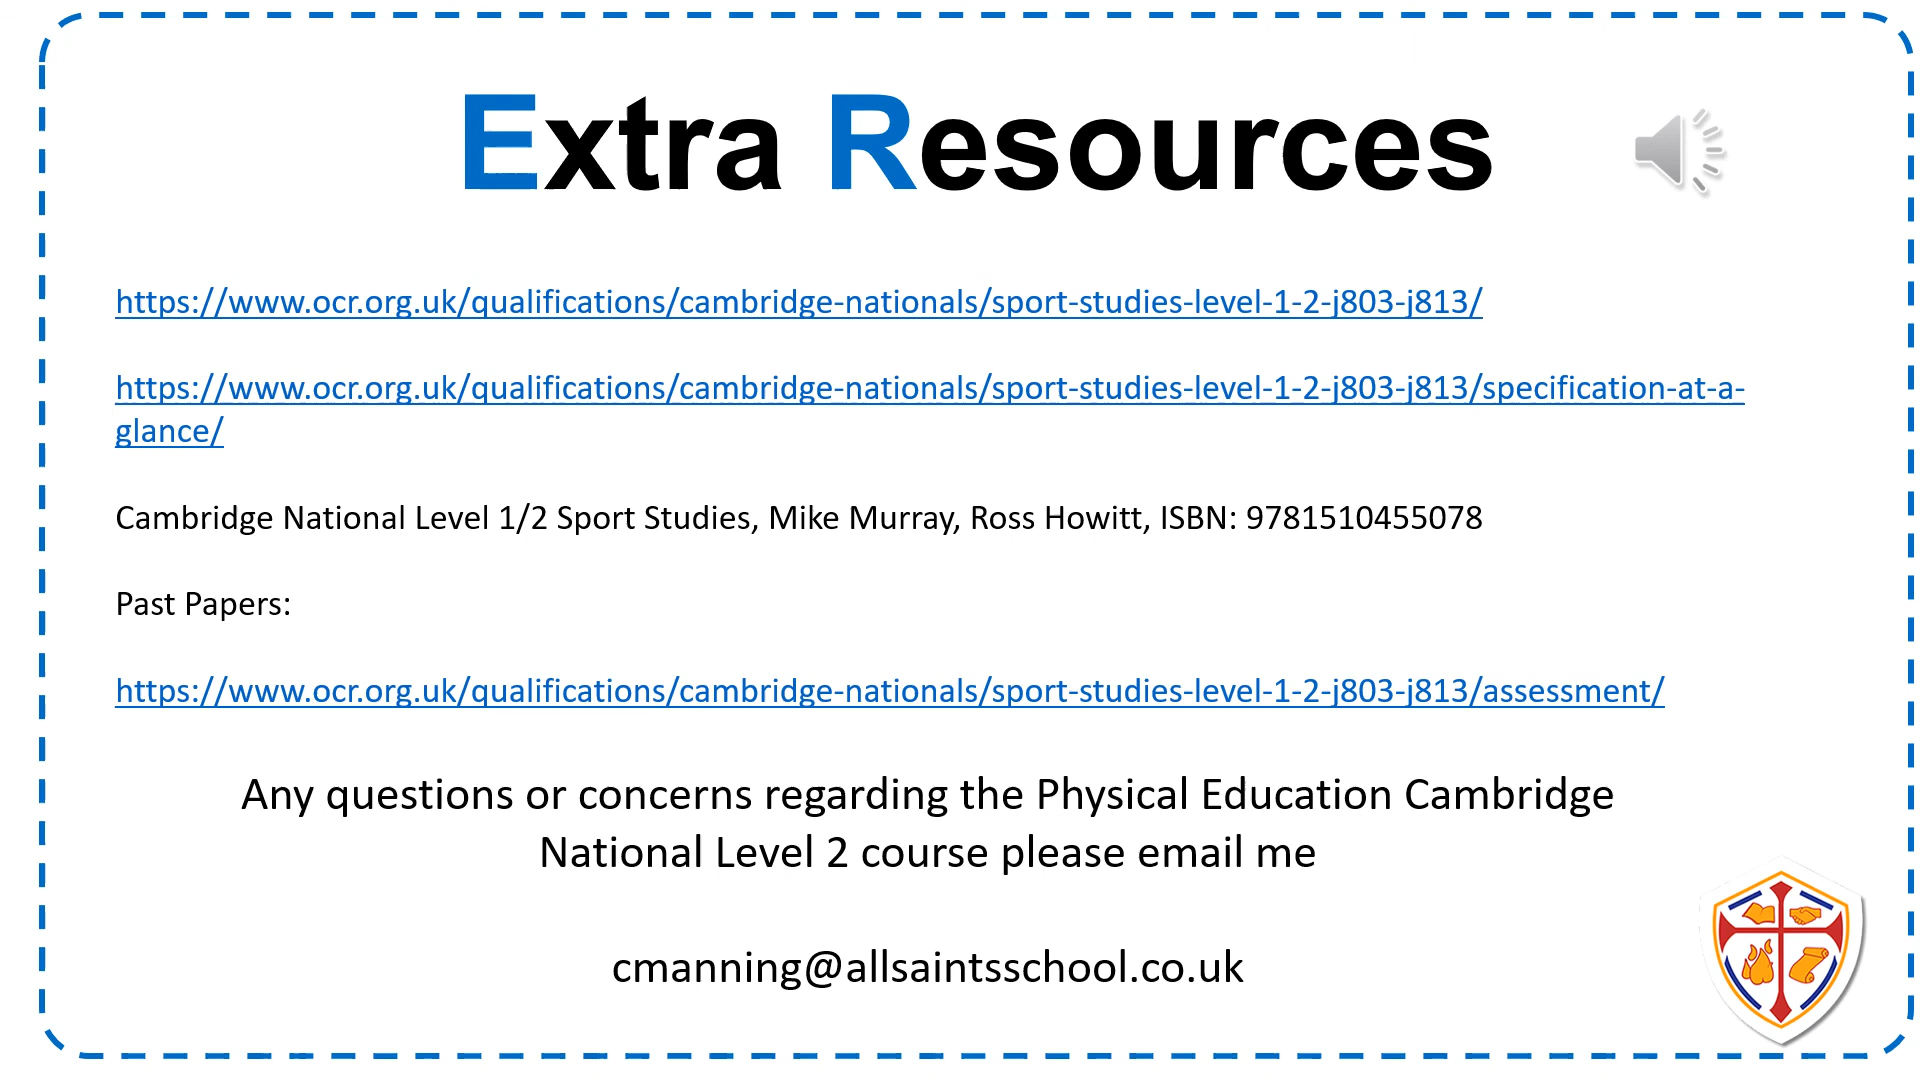 Extra Resources
https://www.ocr.org.uk/qualifications/cambridge-nationals/sport-studies-level-1-2-j803-j813/
https://www.ocr.org.uk/qualifications/cambridge-nationals/sport-studies-level-1-2-j803-j813/specification-at-a-
glance/
Cambridge National Level 1/2 Sport Studies, Mike Murray, Ross Howitt, ISBN: 9781510455078
Past Papers:
https://www.ocr.org.uk/qualifications/cambridge-nationals/sport-studies-level-1-2-j803-j813/assessment/
Any questions or concerns regarding the Physical Education Cambridge
National Level 2 course please email me
cmanning@allsaintsschool.co.uk